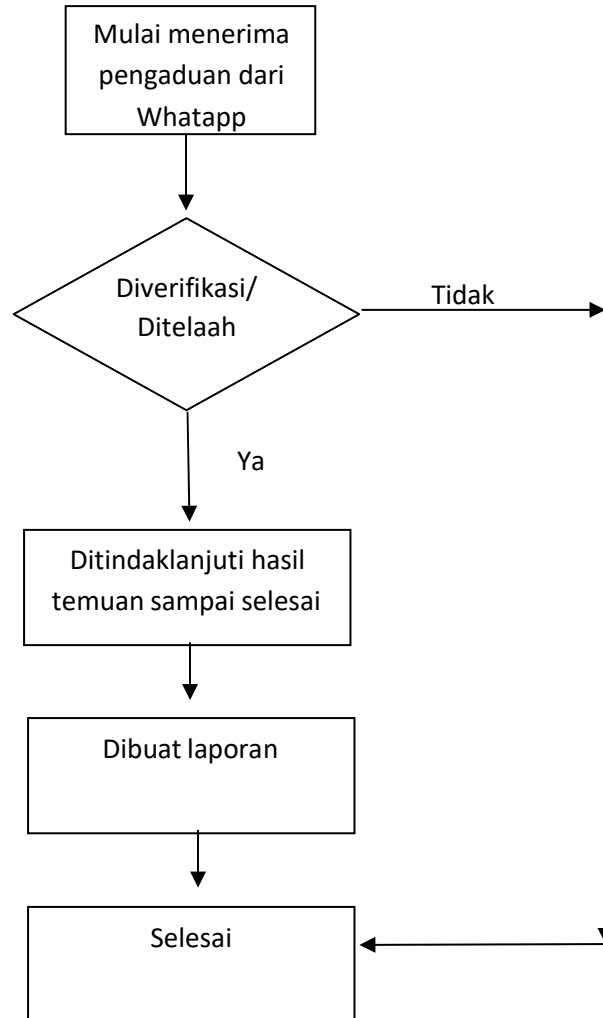 Mulai menerima
pengaduan dari
Whatapp
Diverifikasi/
Ditelaah
Tidak
Ya
Ditindaklanjuti hasil
temuan sampai selesai
Dibuat laporan
Selesai